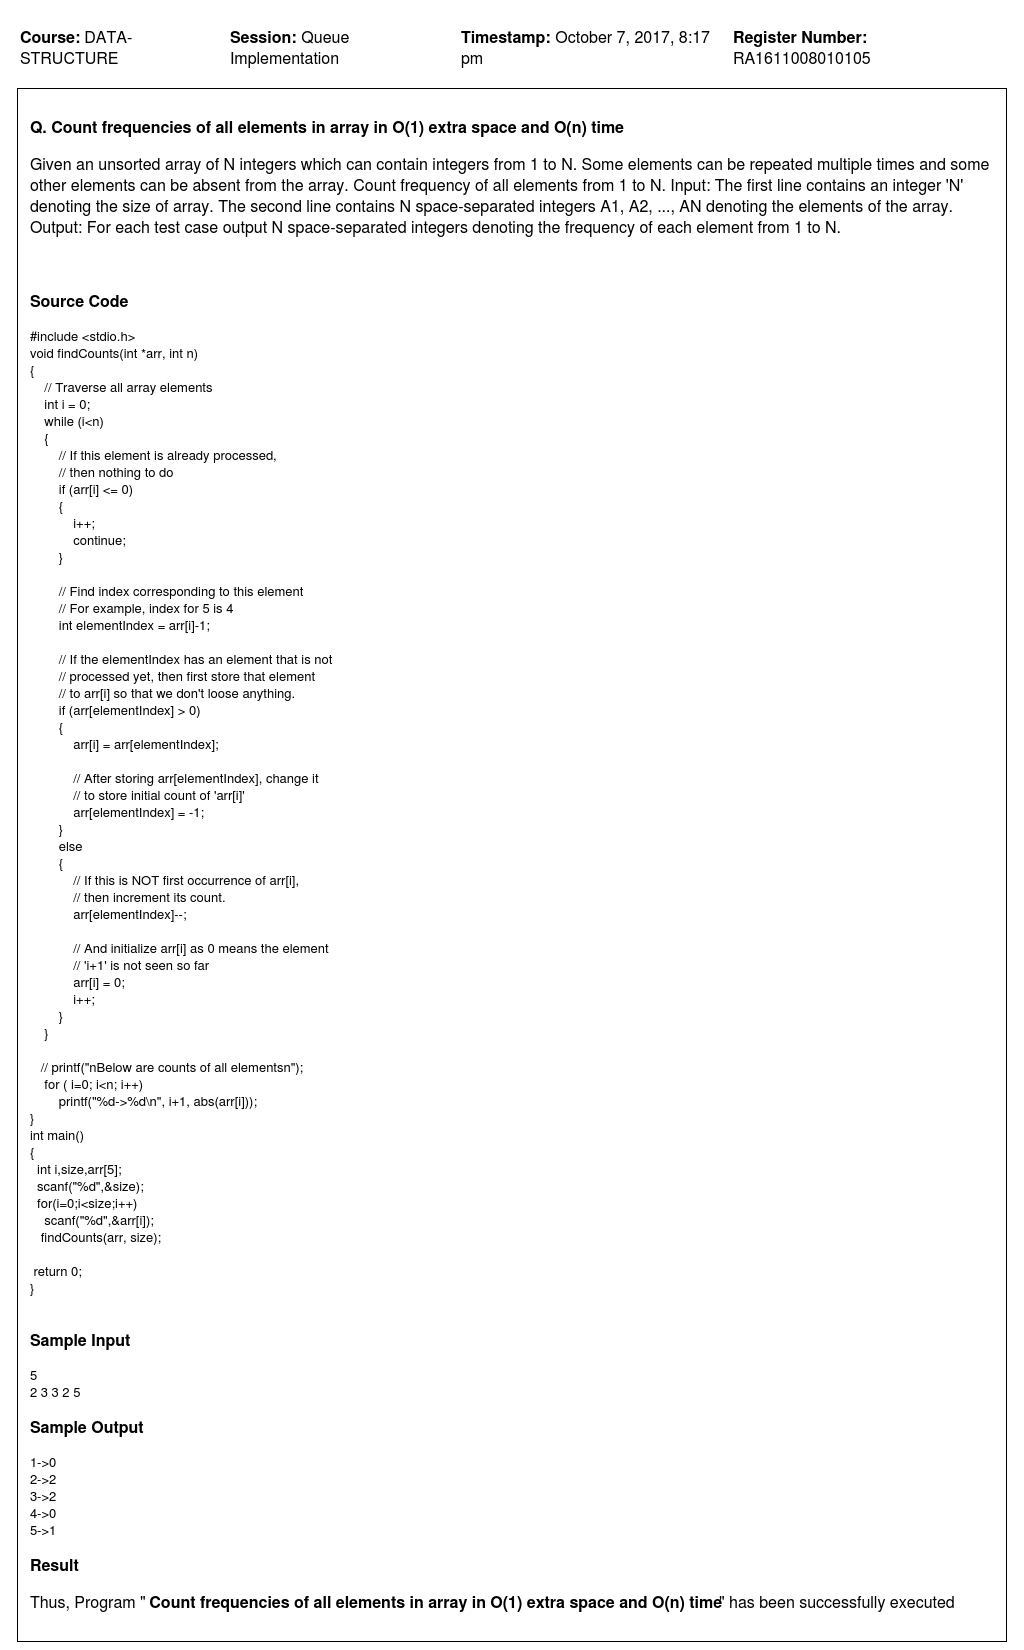 Course: DATA-STRUCTURE
Session: Queue Implementation
Timestamp: October 7, 2017, 8:17 pm
Register Number: RA1611008010105
Q. Count frequencies of all elements in array in O(1) extra space and O(n) time
Given an unsorted array of N integers which can contain integers from 1 to N. Some elements can be repeated multiple times and some
other elements can be absent from the array. Count frequency of all elements from 1 to N. Input: The first line contains an integer 'N'
denoting the size of array. The second line contains N space-separated integers A1, A2, ..., AN denoting the elements of the array.
Output: For each test case output N space-separated integers denoting the frequency of each element from 1 to N.
Source Code
#include <stdio.h>
void findCounts(int *arr, int n)
{
    // Traverse all array elements
    int i = 0;
    while (i<n)
    {
        // If this element is already processed,
        // then nothing to do
        if (arr[i] <= 0)
        {
            i++;
            continue;
        }

        // Find index corresponding to this element
        // For example, index for 5 is 4
        int elementIndex = arr[i]-1;

        // If the elementIndex has an element that is not
        // processed yet, then first store that element
        // to arr[i] so that we don't loose anything.
        if (arr[elementIndex] > 0)
        {
            arr[i] = arr[elementIndex];

            // After storing arr[elementIndex], change it
            // to store initial count of 'arr[i]'
            arr[elementIndex] = -1;
        }
        else
        {
            // If this is NOT first occurrence of arr[i],
            // then increment its count.
            arr[elementIndex]--;

            // And initialize arr[i] as 0 means the element
            // 'i+1' is not seen so far
            arr[i] = 0;
            i++;
        }
    }

   // printf("nBelow are counts of all elementsn");
    for ( i=0; i<n; i++)
        printf("%d->%d\n", i+1, abs(arr[i]));
}
int main()
{
  int i,size,arr[5];
  scanf("%d",&size);
  for(i=0;i<size;i++)
    scanf("%d",&arr[i]);
   findCounts(arr, size);

 return 0;
}
Sample Input
5
2 3 3 2 5
Sample Output
1->0
2->2
3->2
4->0
5->1
Result
Thus, Program " Count frequencies of all elements in array in O(1) extra space and O(n) time" has been successfully executed